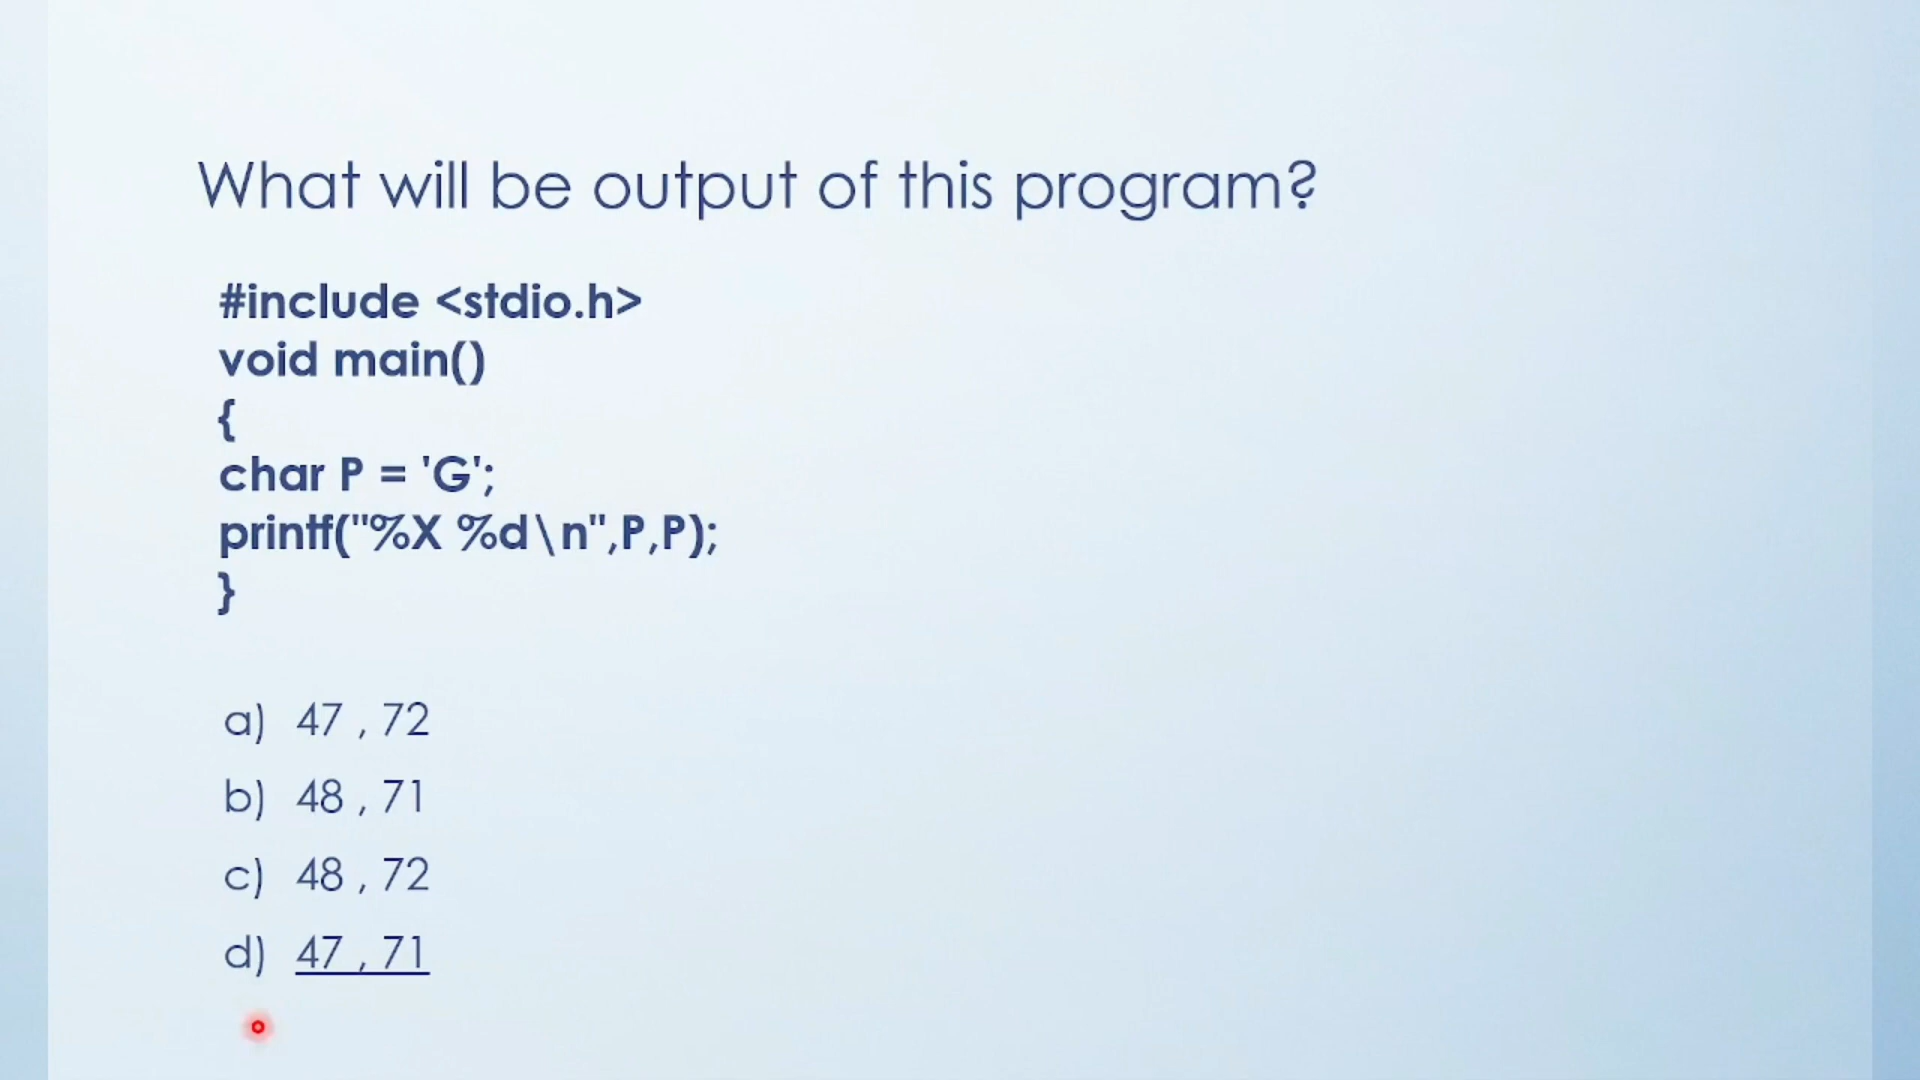 What will be output of this program?
#include <stdio.h>
void main()
{
char P = 'G';
printf("%X %d\n",P,P);
}
a) 47 , 72
b) 48 , 71
c) 48 , 72
d) 47 , 71